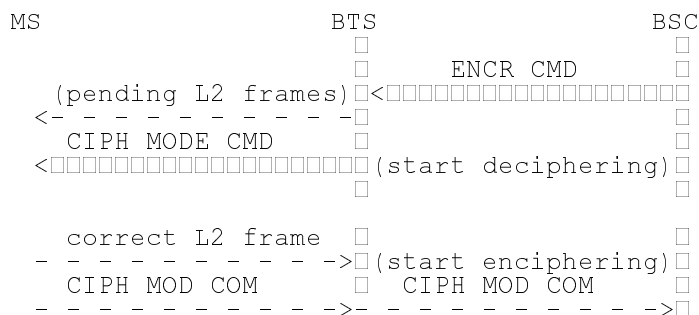 MS BTS BSC
ENCR CMD
(pending L2 frames)
CIPH MODE CMD
(start deciphering)
correct L2 frame
(start enciphering)
CIPH MOD COM CIPH MOD COM